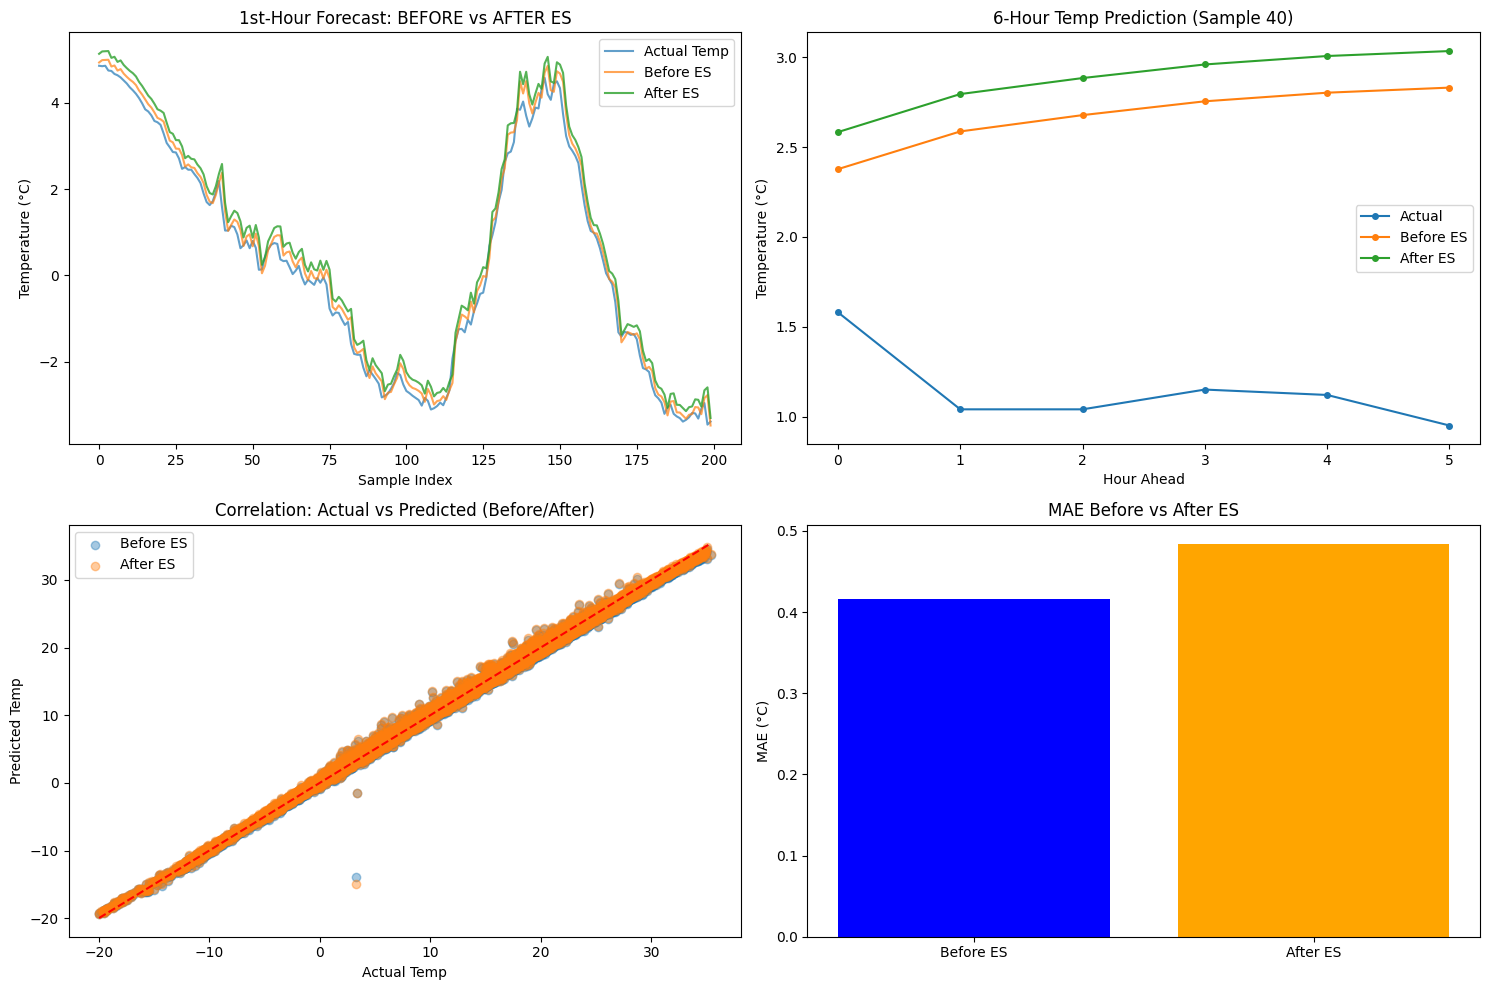 1st-Hour Forecast: BEFORE vs AFTER ES
Temperature (°C)
4
2
0
−2
0 25 50 75 100 125 150 175 200
Sample Index
Actual Temp
Before ES
After ES
6-Hour Temp Prediction (Sample 40)
Temperature (°C)
3.0
2.5
2.0
1.5
1.0
0 1 2 3 4 5
Hour Ahead
Actual
Before ES
After ES
Correlation: Actual vs Predicted (Before/After)
Predicted Temp
30
20
10
0
−10
−20
−20 −10 0 10 20 30
Actual Temp
Before ES
After ES
MAE Before vs After ES
MAE (°C)
0.5
0.4
0.3
0.2
0.1
0.0
Before ES After ES